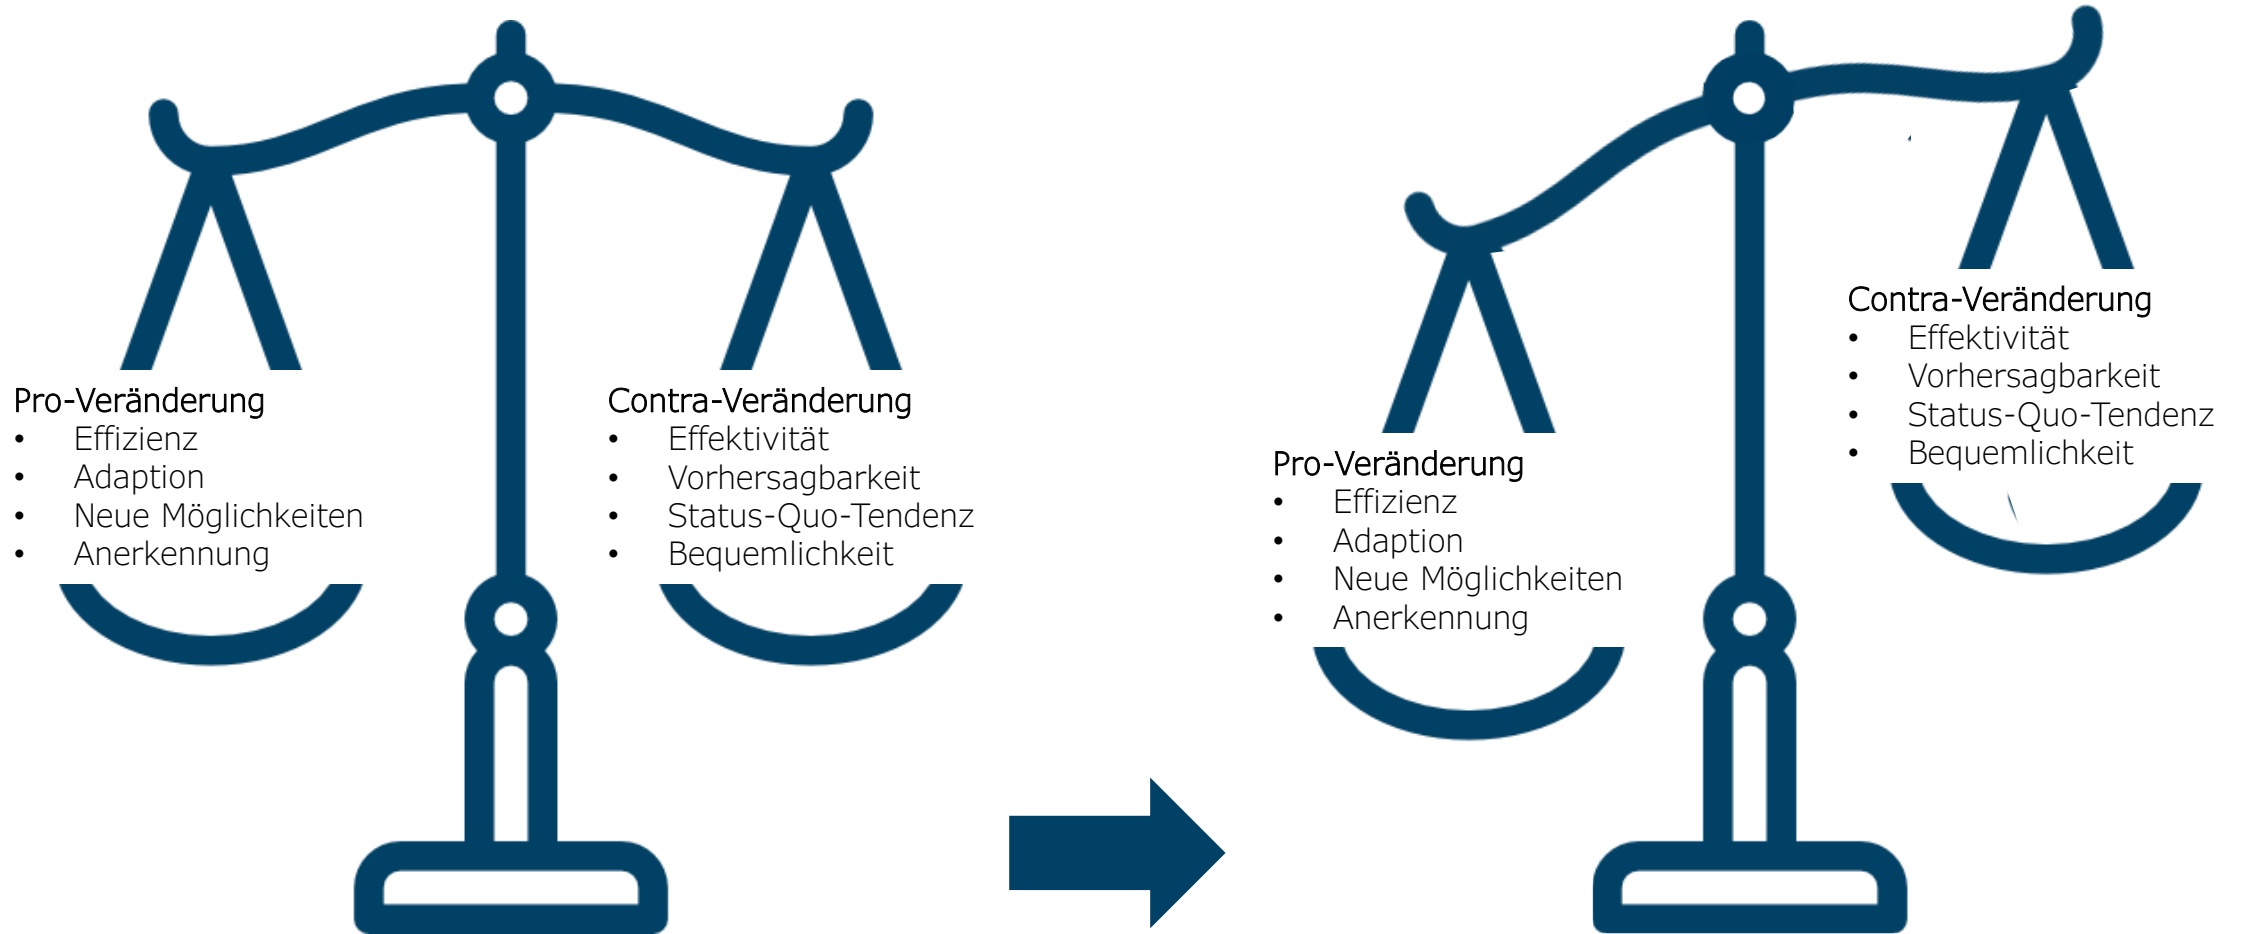 Pro-Veränderung
• Effizienz
• Adaption
• Neue Möglichkeiten
• Anerkennung
Contra-Veränderung
• Effektivität
• Vorhersagbarkeit
• Status-Quo-Tendenz
• Bequemlichkeit
Pro-Veränderung
• Effizienz
• Adaption
• Neue Möglichkeiten
• Anerkennung
Contra-Veränderung
• Effektivität
• Vorhersagbarkeit
• Status-Quo-Tendenz
• Bequemlichkeit